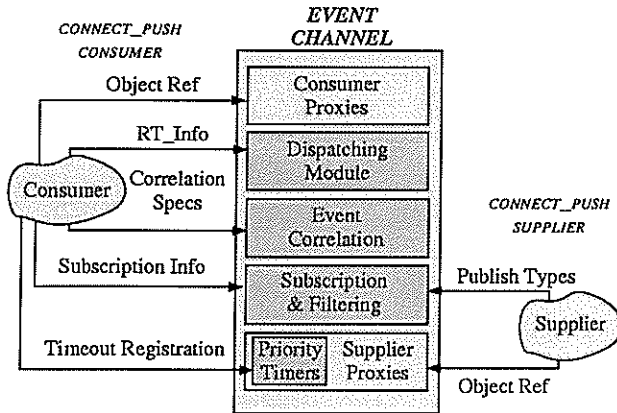 EVENT
CHANNEL
CONNECT_PUSH
CONSUMER
Object Ref
Consumer
Proxies
RT_Info
Dispatching
Module
Consumer
Correlation
Specs
Event
Correlation
CONNECT_PUSH
SUPPLIER
Subscription Info
Subscription
& Filtering
Publish Types
Supplier
Timeout Registration
Priority
Timers
Supplier
Proxies
Object Ref